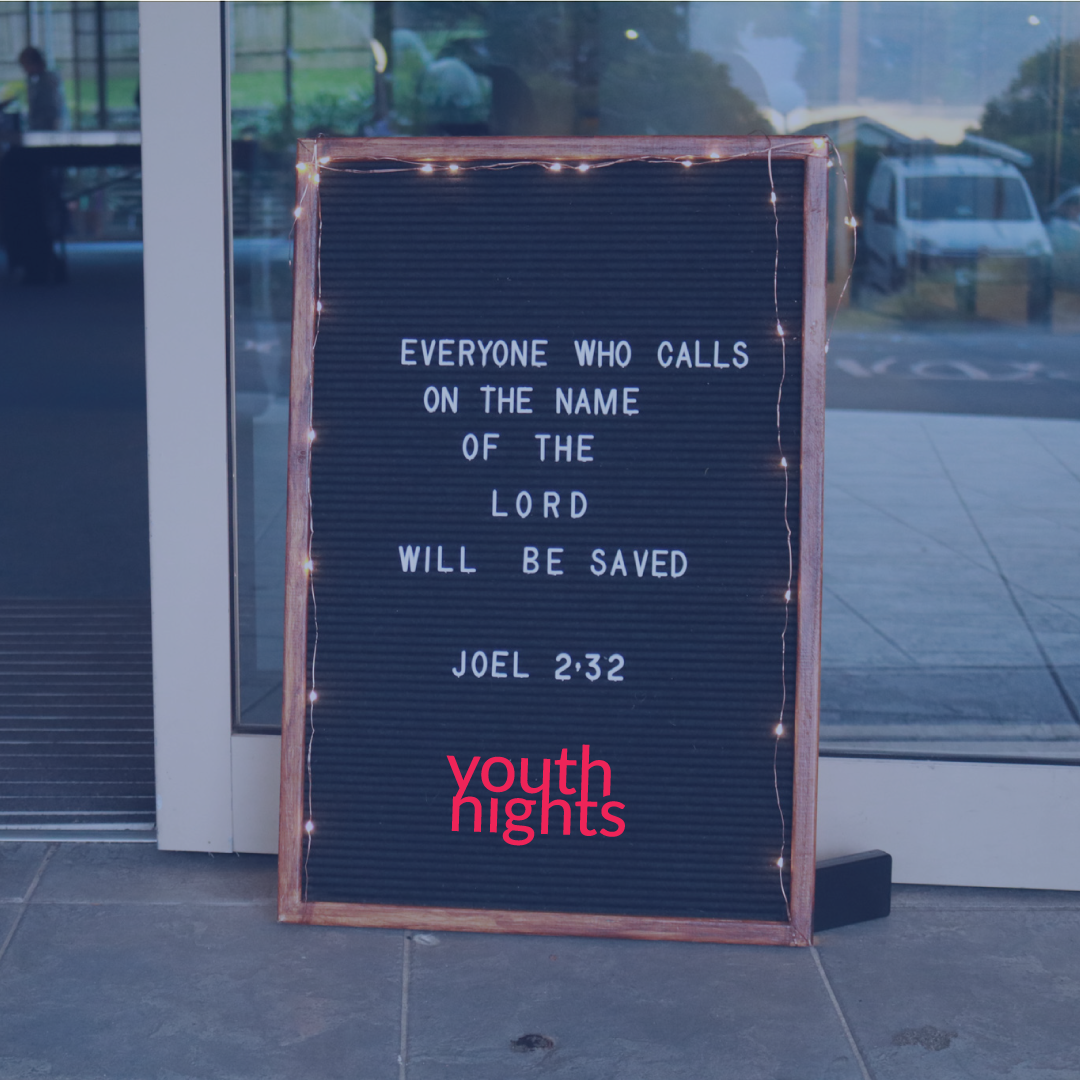 EVERYONE WHO CALLS
ON THE NAME
OF THE
LORD
WILL BE SAVED
JOEL 2:32
youth
nights